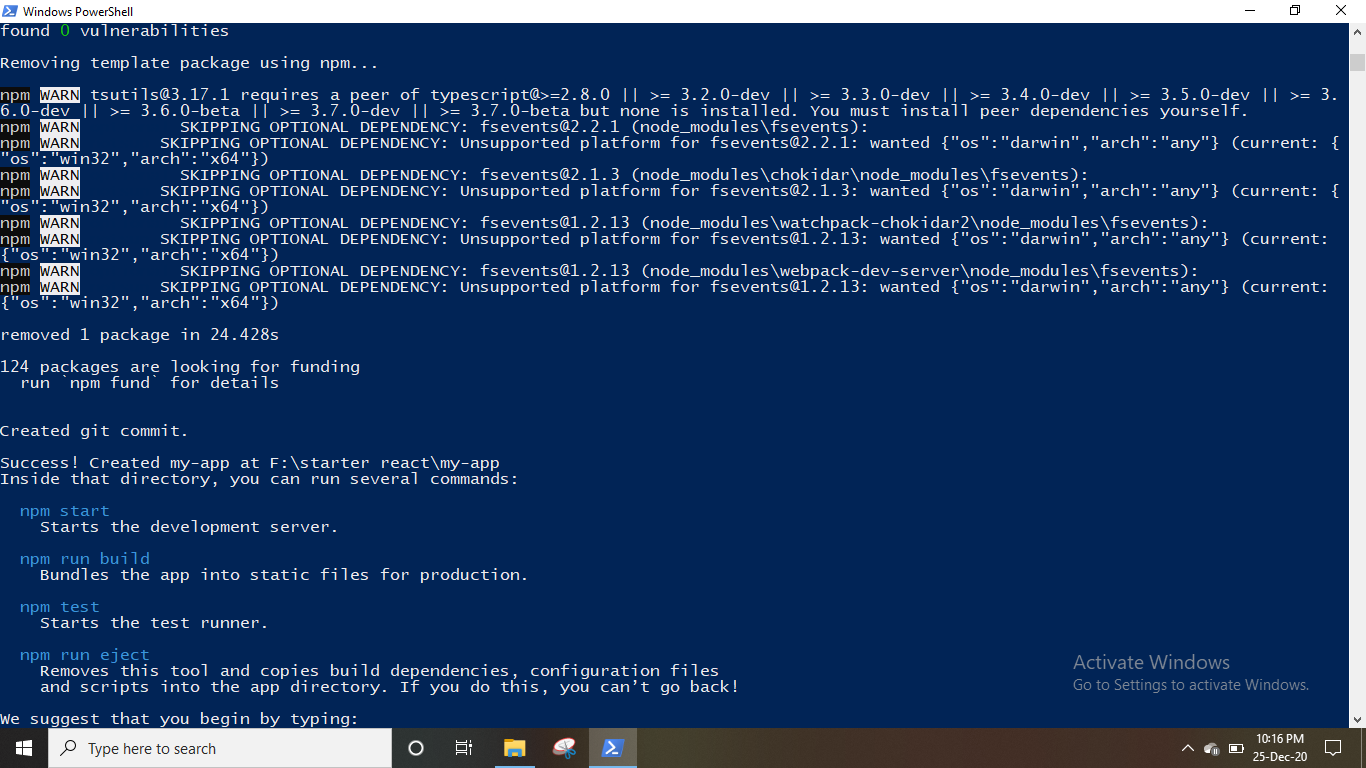 Windows PowerShell
found 0 vulnerabilities
Removing template package using npm...
npm WARN tsutils@3.17.1 requires a peer of typescript@>=2.8.0 || >= 3.2.0-dev || >= 3.3.0-dev || >= 3.4.0-dev || >= 3.5.0-dev || >= 3.
6.0-dev || >= 3.6.0-beta || >= 3.7.0-dev || >= 3.7.0-beta but none is installed. You must install peer dependencies yourself.
npm WARN SKIPPING OPTIONAL DEPENDENCY: fsevents@2.2.1 (node_modules\fsevents):
npm WARN SKIPPING OPTIONAL DEPENDENCY: Unsupported platform for fsevents@2.2.1: wanted {"os":"darwin","arch":"any"} (current: {
"os":"win32","arch":"x64"})
npm WARN SKIPPING OPTIONAL DEPENDENCY: fsevents@2.1.3 (node_modules\chokidar\node_modules\fsevents):
npm WARN SKIPPING OPTIONAL DEPENDENCY: Unsupported platform for fsevents@2.1.3: wanted {"os":"darwin","arch":"any"} (current: {
"os":"win32","arch":"x64"})
npm WARN SKIPPING OPTIONAL DEPENDENCY: fsevents@1.2.13 (node_modules\watchpack-chokidar2\node_modules\fsevents):
npm WARN SKIPPING OPTIONAL DEPENDENCY: Unsupported platform for fsevents@1.2.13: wanted {"os":"darwin","arch":"any"} (current:
{"os":"win32","arch":"x64"})
npm WARN SKIPPING OPTIONAL DEPENDENCY: fsevents@1.2.13 (node_modules\webpack-dev-server\node_modules\fsevents):
npm WARN SKIPPING OPTIONAL DEPENDENCY: Unsupported platform for fsevents@1.2.13: wanted {"os":"darwin","arch":"any"} (current:
{"os":"win32","arch":"x64"})
removed 1 package in 24.428s
124 packages are looking for funding
run `npm fund` for details
Created git commit.
Success! Created my-app at F:\starter react\my-app
Inside that directory, you can run several commands:
npm start
Starts the development server.
npm run build
Bundles the app into static files for production.
npm test
Starts the test runner.
npm run eject
Removes this tool and copies build dependencies, configuration files
and scripts into the app directory. If you do this, you can’t go back!
We suggest that you begin by typing:
Activate Windows
Go to Settings to activate Windows.
Type here to search
10:16 PM
25-Dec-20